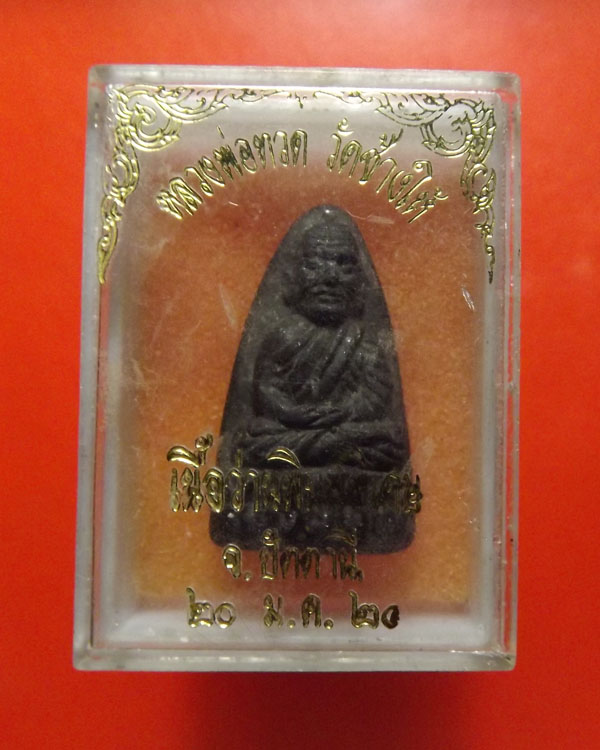 หลวงพ่อทวด วัดช้างให้
เนื้อว่าน
จ.ปัตตานี
๒๐ ม.ค. ๒๐